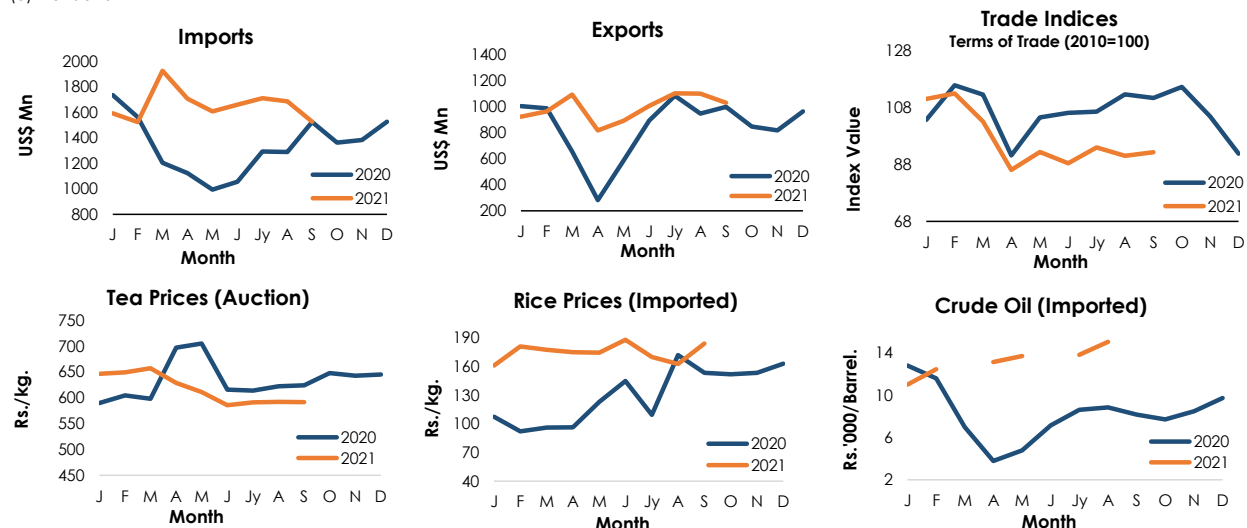 Imports
2000
1800
1600
1400
1200
1000
800
US$ Mn
J F M A M J Jy A S O N D
Month
2020
2021
Exports
1400
1200
1000
800
600
400
200
US$ Mn
J F M A M J Jy A S O N D
Month
2020
2021
Trade Indices
Terms of Trade (2010=100)
128
108
88
68
Index Value
J F M A M J Jy A S O N D
Month
2020
2021
Tea Prices (Auction)
750
700
650
600
550
500
450
Rs./kg.
J F M A M J Jy A S O N D
Month
2020
2021
Rice Prices (Imported)
190
160
130
100
70
40
Rs./kg.
J F M A M J Jy A S O N D
Month
2020
2021
Crude Oil (Imported)
14
10
6
2
Rs.'000/Barrel.
J F M A M J Jy A S O N D
Month
2020
2021